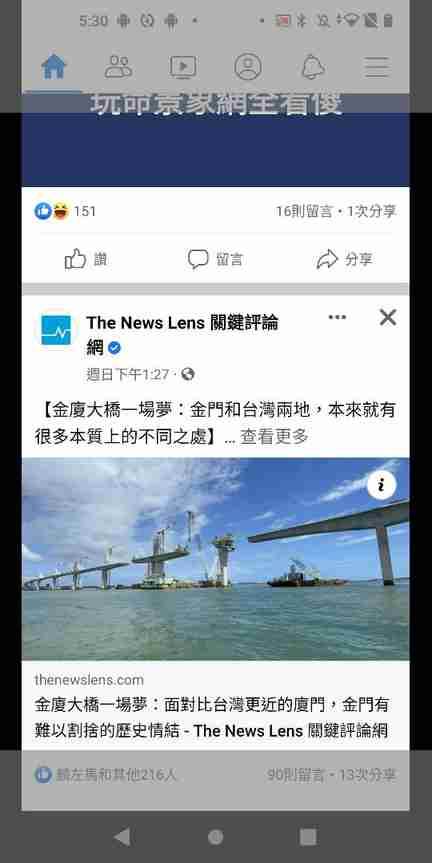 5:30
玩命景象網全看傻
151
16則留言・1次分享
讚
留言
分享
The News Lens 關鍵評論
網
週日下午1:27 ·
【金廈大橋一場夢：金門和台灣兩地，本來就有
很多本質上的不同之處】... 查看更多
thenewslens.com
金廈大橋一場夢：面對比台灣更近的廈門，金門有
難以割捨的歷史情結 - The News Lens 關鍵評論網
饒左馬和其他216人
90則留言・13次分享